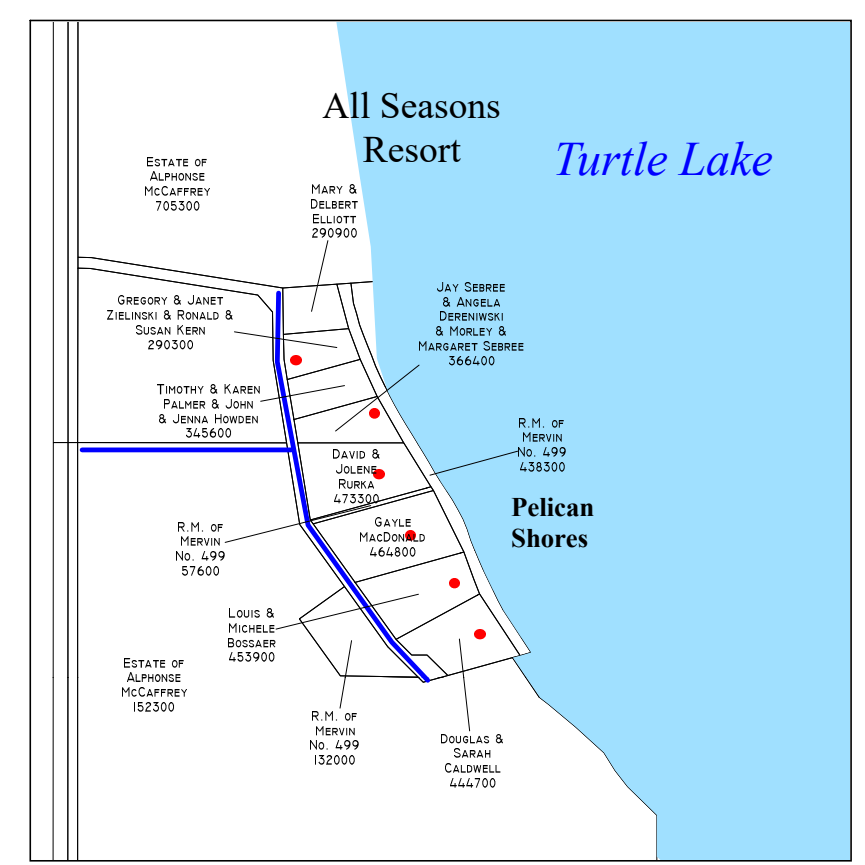 All Seasons
Resort
Turtle Lake
Estate of
Alphonse
McCaffrey
705300
Mary &
Delbert
Elliott
290900
Gregory & Janet
Zielinski & Ronald &
Susan Kern
290300
Jay Sebree
& Angela
Dereniwski
& Morley &
Margaret Sebree
366400
Timothy & Karen
Palmer & John
& Jenna Howden
345600
R.M. of
Mervin
No. 499
438300
David &
Jolene
Rurka
473300
Pelican
Shores
Gayle
MacDonald
464800
R.M. of
Mervin
No. 499
57600
Louis &
Michele
Bossaer
453900
Estate of
Alphonse
McCaffrey
152300
R.M. of
Mervin
No. 499
132000
Douglas &
Sarah
Caldwell
444700